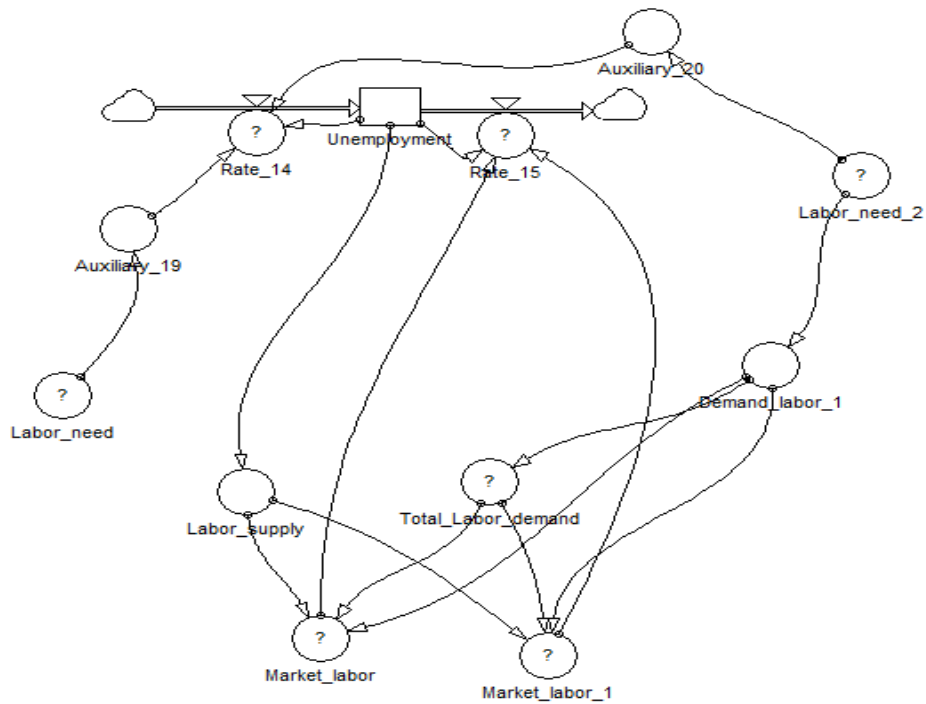 Auxiliary_20
?
Unemployment
?
Rate_14
Rate_15
?
Labor_need_2
Auxiliary_19
?
Labor_need
Demand_labor_1
?
Labor_supply
Total_Labor_demand
?
Market_labor
?
Market_labor_1